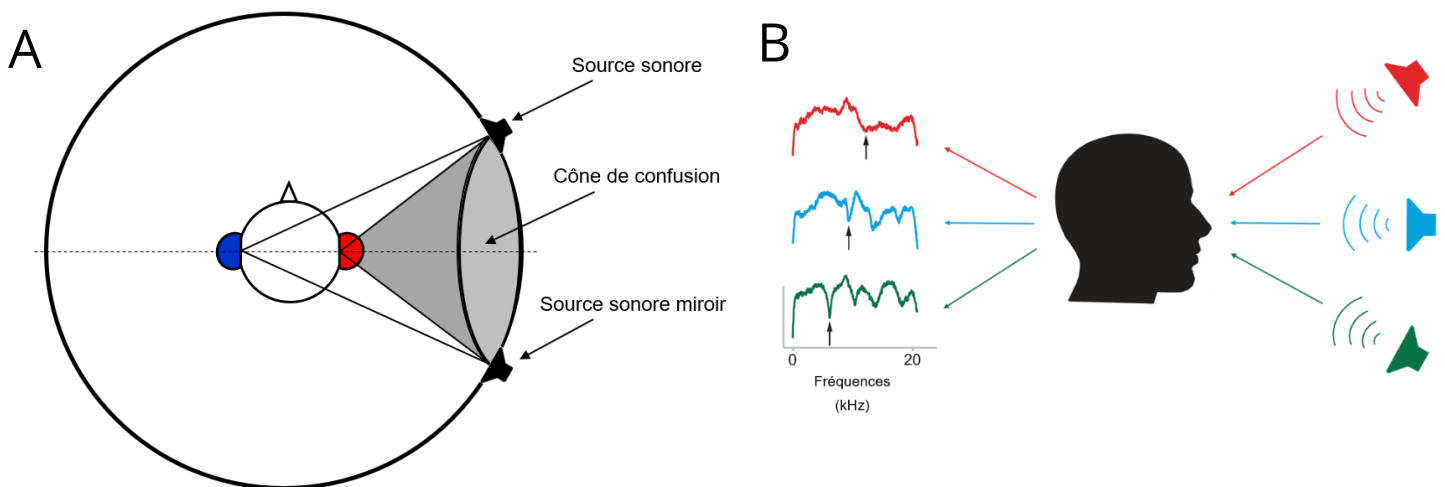 A
Source sonore
Cône de confusion
Source sonore miroir
B
0 20
Fréquences
(kHz)